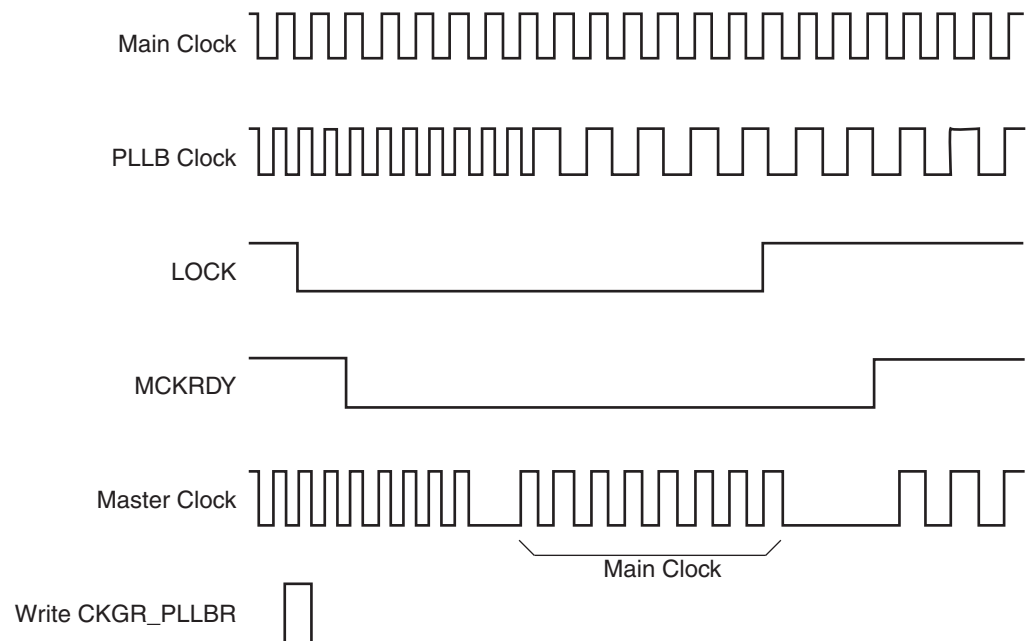 Main Clock
PLLB Clock
LOCK
MCKRDY
Master Clock
Main Clock
Write CKGR_PLLBR